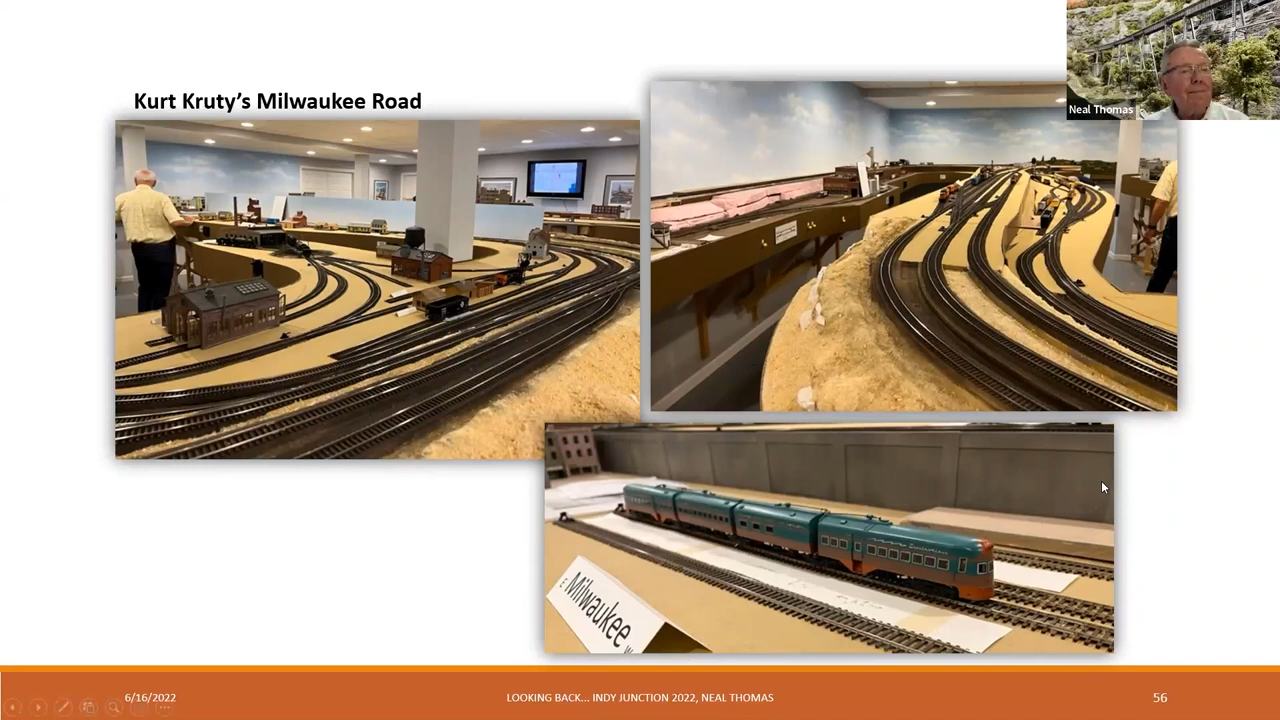 Kurt Kruty’s Milwaukee Road
Neal Thomas
Milwaukee
6/16/2022
LOOKING BACK... INDY JUNCTION 2022, NEAL THOMAS
56